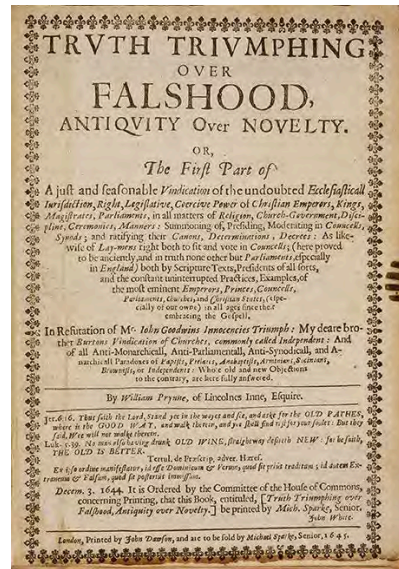 TRVTH TRIVMPHING
OVER
FALSHOOD,
ANTIQVITY Over NOVELTY.
OR,
The First Part of
A just and seasonable Vindication of the undoubted Ecclesiasticall
Iurisdiction, Right, Legislative, Coercive Power of Christian Emperors, Kings,
Magistrates, Parliaments, in all matters of Religion, Church-Government, Disci-
pline, Ceremonies, Manners: Summoning of, Presiding, Moderating in Councells,
Synods; and ratifying their Canons, Determinations, Decrees: As like-
wise of Lay-mens right both to sit and vote in Councells; (here proved
to be anciently, and in truth none other but Parliaments, especially
in England) both by Scripture Texts, Presidents of all sorts,
and the constant uninterrupted Practices, Examples, of
the most eminent Emperors, Princes, Councells,
Parliaments, Churches, and Christian States, (espe-
cially of our owne) in all ages since their
embracing the Gospell.
In Refutation of Mr. Iohn Goodwins Innocencies Triumph: My deare bro-
ther Burtons Vindication of Churches, commonly called Independent: And
of all Anti-Monarchicall, Anti-Parliamentall, Anti-Synodicall, and A-
narchicall Paradoxes of Papists, Prelates, Anabaptists, Arminians, Socinians,
Brownists, or Independents: Whose old and new Objections
to the contrary, are here fully answered.
By William Prynne, of Lincolnes Inne, Esquire.
Jer. 6.16. Thus saith the Lord, Stand yee in the wayes and see, and aske for the OLD PATHES,
where is the GOOD WAY, and walk therein, and ye shall find rest for your soules: But they
said, Wee will not walke therein.
Luk. 5.39. No man also having drunk OLD WINE, straightway desireth NEW: for he saith,
THE OLD IS BETTER.
Tertul. de Præscrip. adver. Hæres.
Ex ipso ordine manifestatur, id esse Dominicum & Verum, quod sit prius traditum; id autem Ex-
traneum & Falsum, quod sit posterius immissum.
Decem. 3. 1644. It is Ordered by the Committee of the House of Commons,
concerning Printing, that this Book, entituled, [Truth Triumphing over
Falshood, Antiquity over Novelty.] be printed by Mich. Sparke, Senior.
John White.
London, Printed by John Dawson, and are to be sold by Michael Sparke, Senior, 1645.